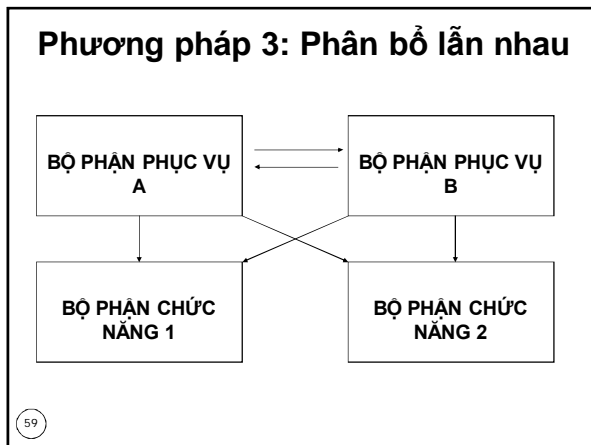 Phương pháp 3: Phân bổ lẫn nhau
BỘ PHẬN PHỤC VỤ
A
BỘ PHẬN PHỤC VỤ
B
BỘ PHẬN CHỨC
NĂNG 1
BỘ PHẬN CHỨC
NĂNG 2
59